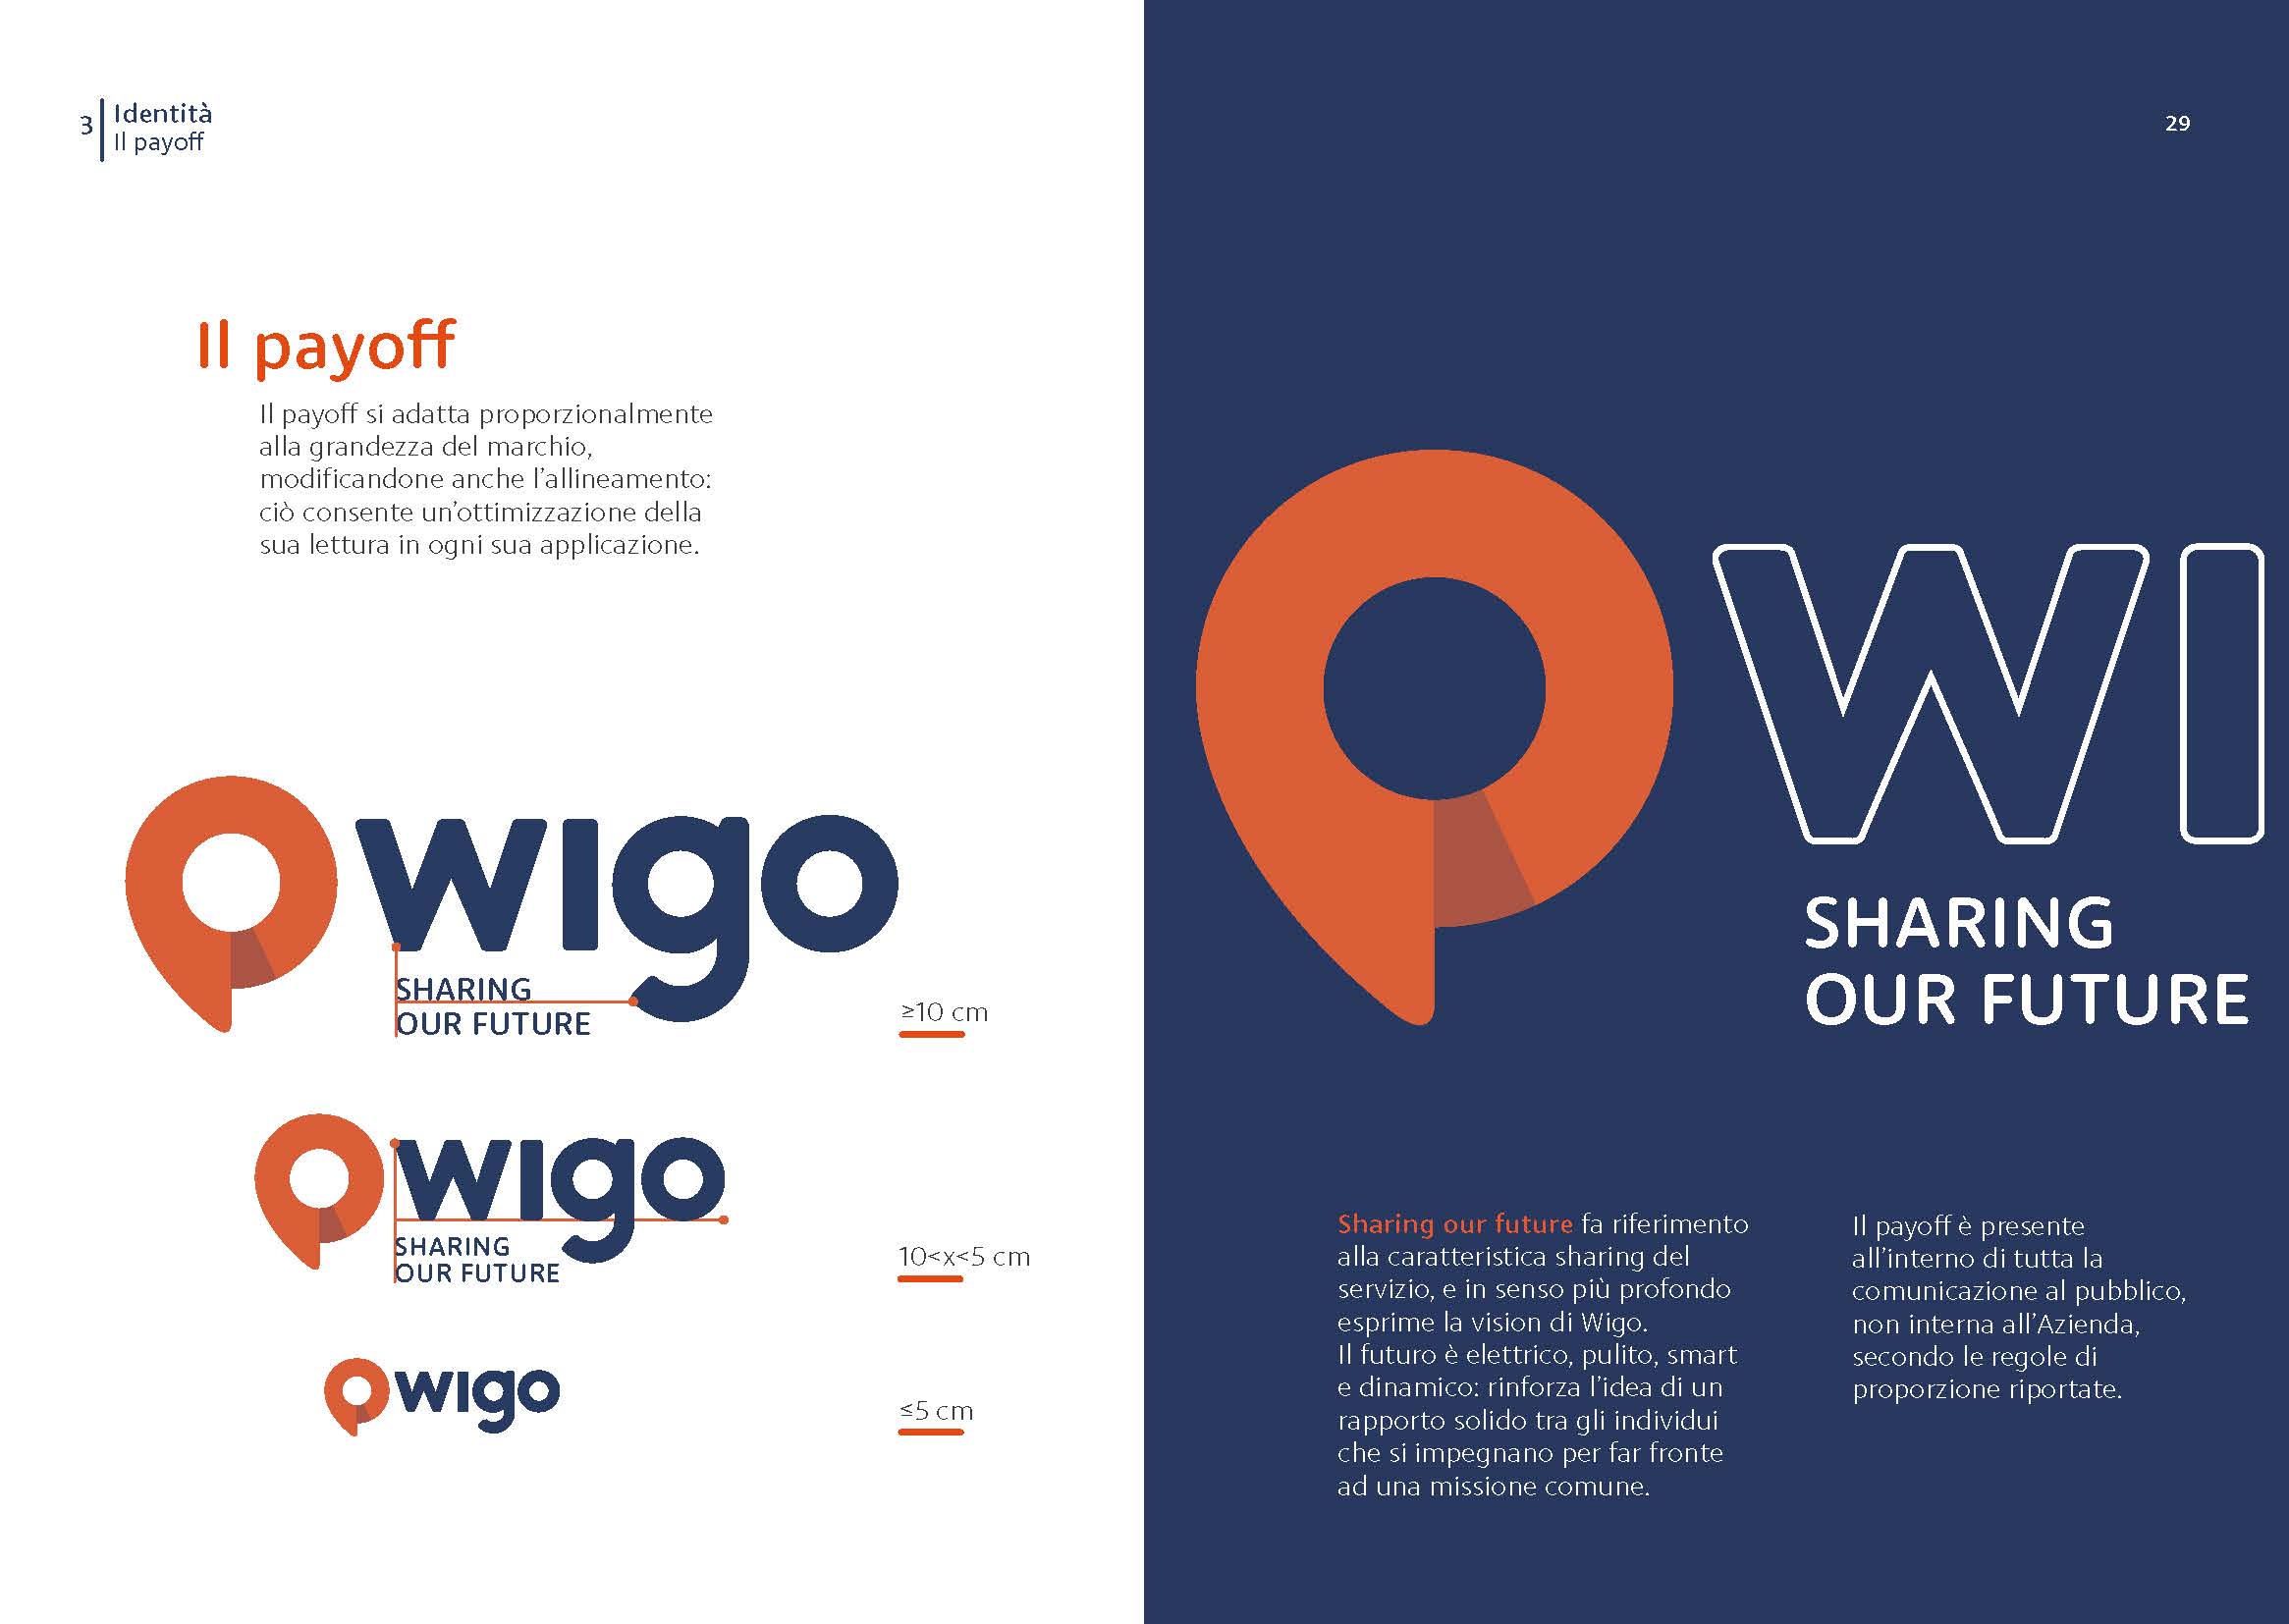 3
Identità
Il payoff
29
Il payoff
Il payoff si adatta proporzionalmente
alla grandezza del marchio,
modificandone anche l’allineamento:
ciò consente un’ottimizzazione della
sua lettura in ogni sua applicazione.
wigo
SHARING
OUR FUTURE
≥10 cm
wigo
SHARING
OUR FUTURE
10<x<5 cm
wigo
≤5 cm
WI
SHARING
OUR FUTURE
Sharing our future fa riferimento
alla caratteristica sharing del
servizio, e in senso più profondo
esprime la vision di Wigo.
Il futuro è elettrico, pulito, smart
e dinamico: rinforza l’idea di un
rapporto solido tra gli individui
che si impegnano per far fronte
ad una missione comune.
Il payoff è presente
all’interno di tutta la
comunicazione al pubblico,
non interna all’Azienda,
secondo le regole di
proporzione riportate.